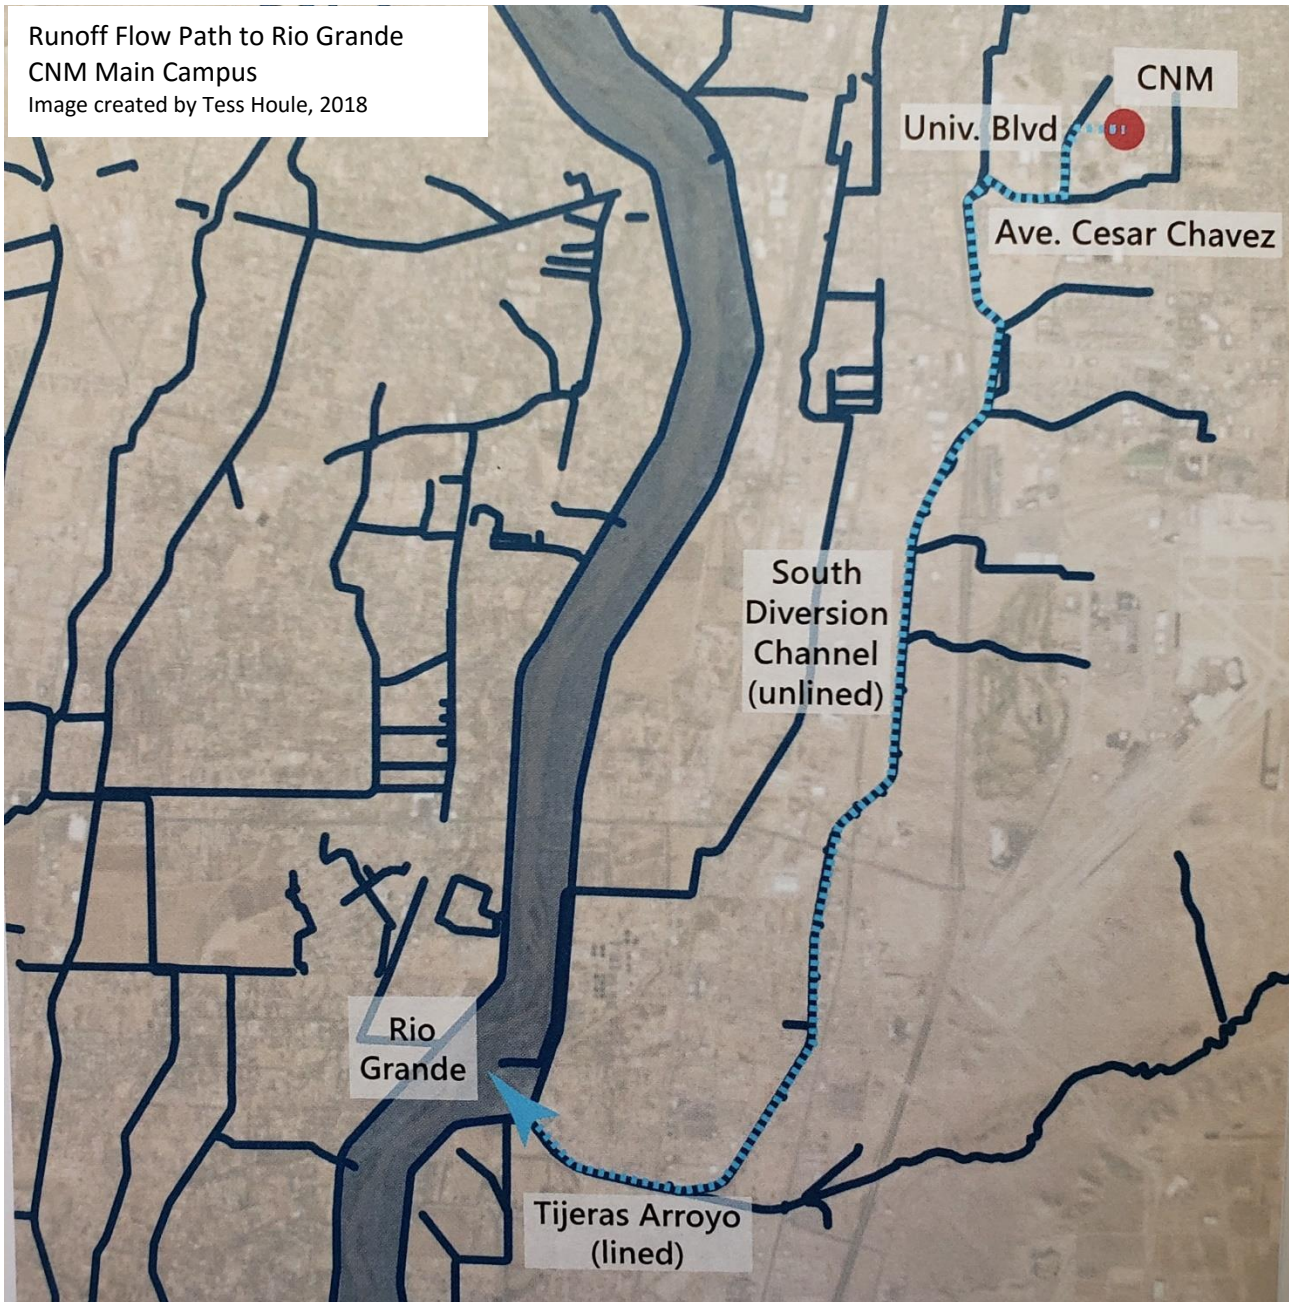 Runoff Flow Path to Rio Grande
CNM Main Campus
Image created by Tess Houle, 2018
CNM
Univ. Blvd
Ave. Cesar Chavez
South
Diversion
Channel
(unlined)
Rio
Grande
Tijeras Arroyo
(lined)